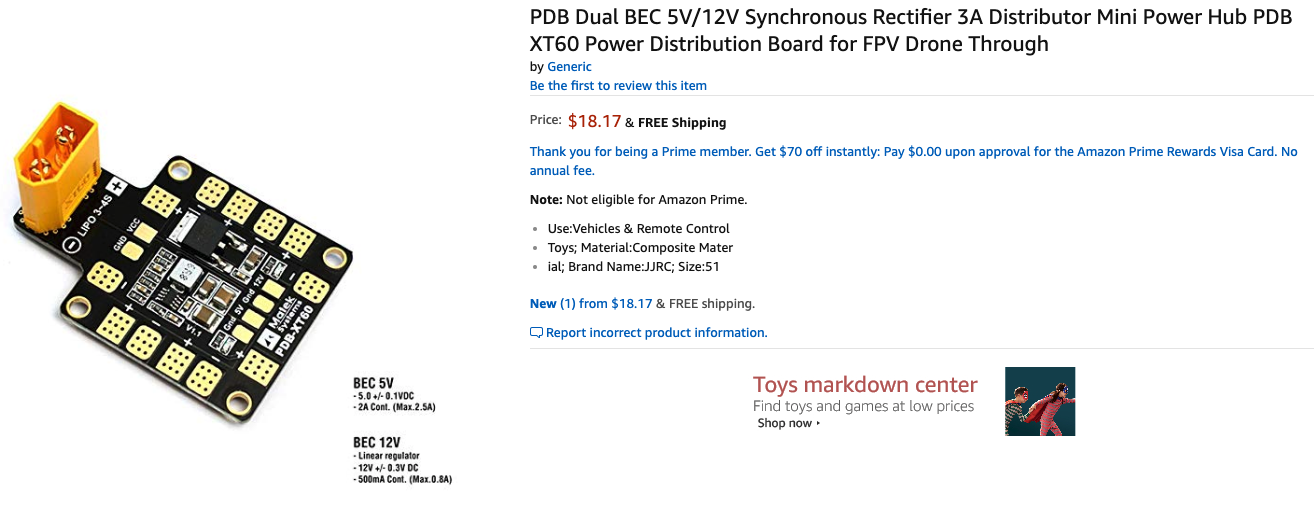 PDB Dual BEC 5V/12V Synchronous Rectifier 3A Distributor Mini Power Hub PDB
XT60 Power Distribution Board for FPV Drone Through
by Generic
Be the first to review this item
Price: $18.17 & FREE Shipping
Thank you for being a Prime member. Get $70 off instantly: Pay $0.00 upon approval for the Amazon Prime Rewards Visa Card. No
annual fee.
Note: Not eligible for Amazon Prime.
• Use:Vehicles & Remote Control
• Toys; Material:Composite Mater
• ial; Brand Name:JJRC; Size:51
New (1) from $18.17 & FREE shipping.
Report incorrect product information.
Toys markdown center
Find toys and games at low prices
Shop now
LIPO 3~4S
GND VCC
Gnd 12V
Gnd 5V
V1.1
Matek
Systems
PDB-XT60
BEC 5V
- 5.0 +/- 0.1VDC
- 2A Cont. (Max.2.5A)
BEC 12V
- Linear regulator
- 12V +/- 0.3V DC
- 500mA Cont. (Max.0.8A)